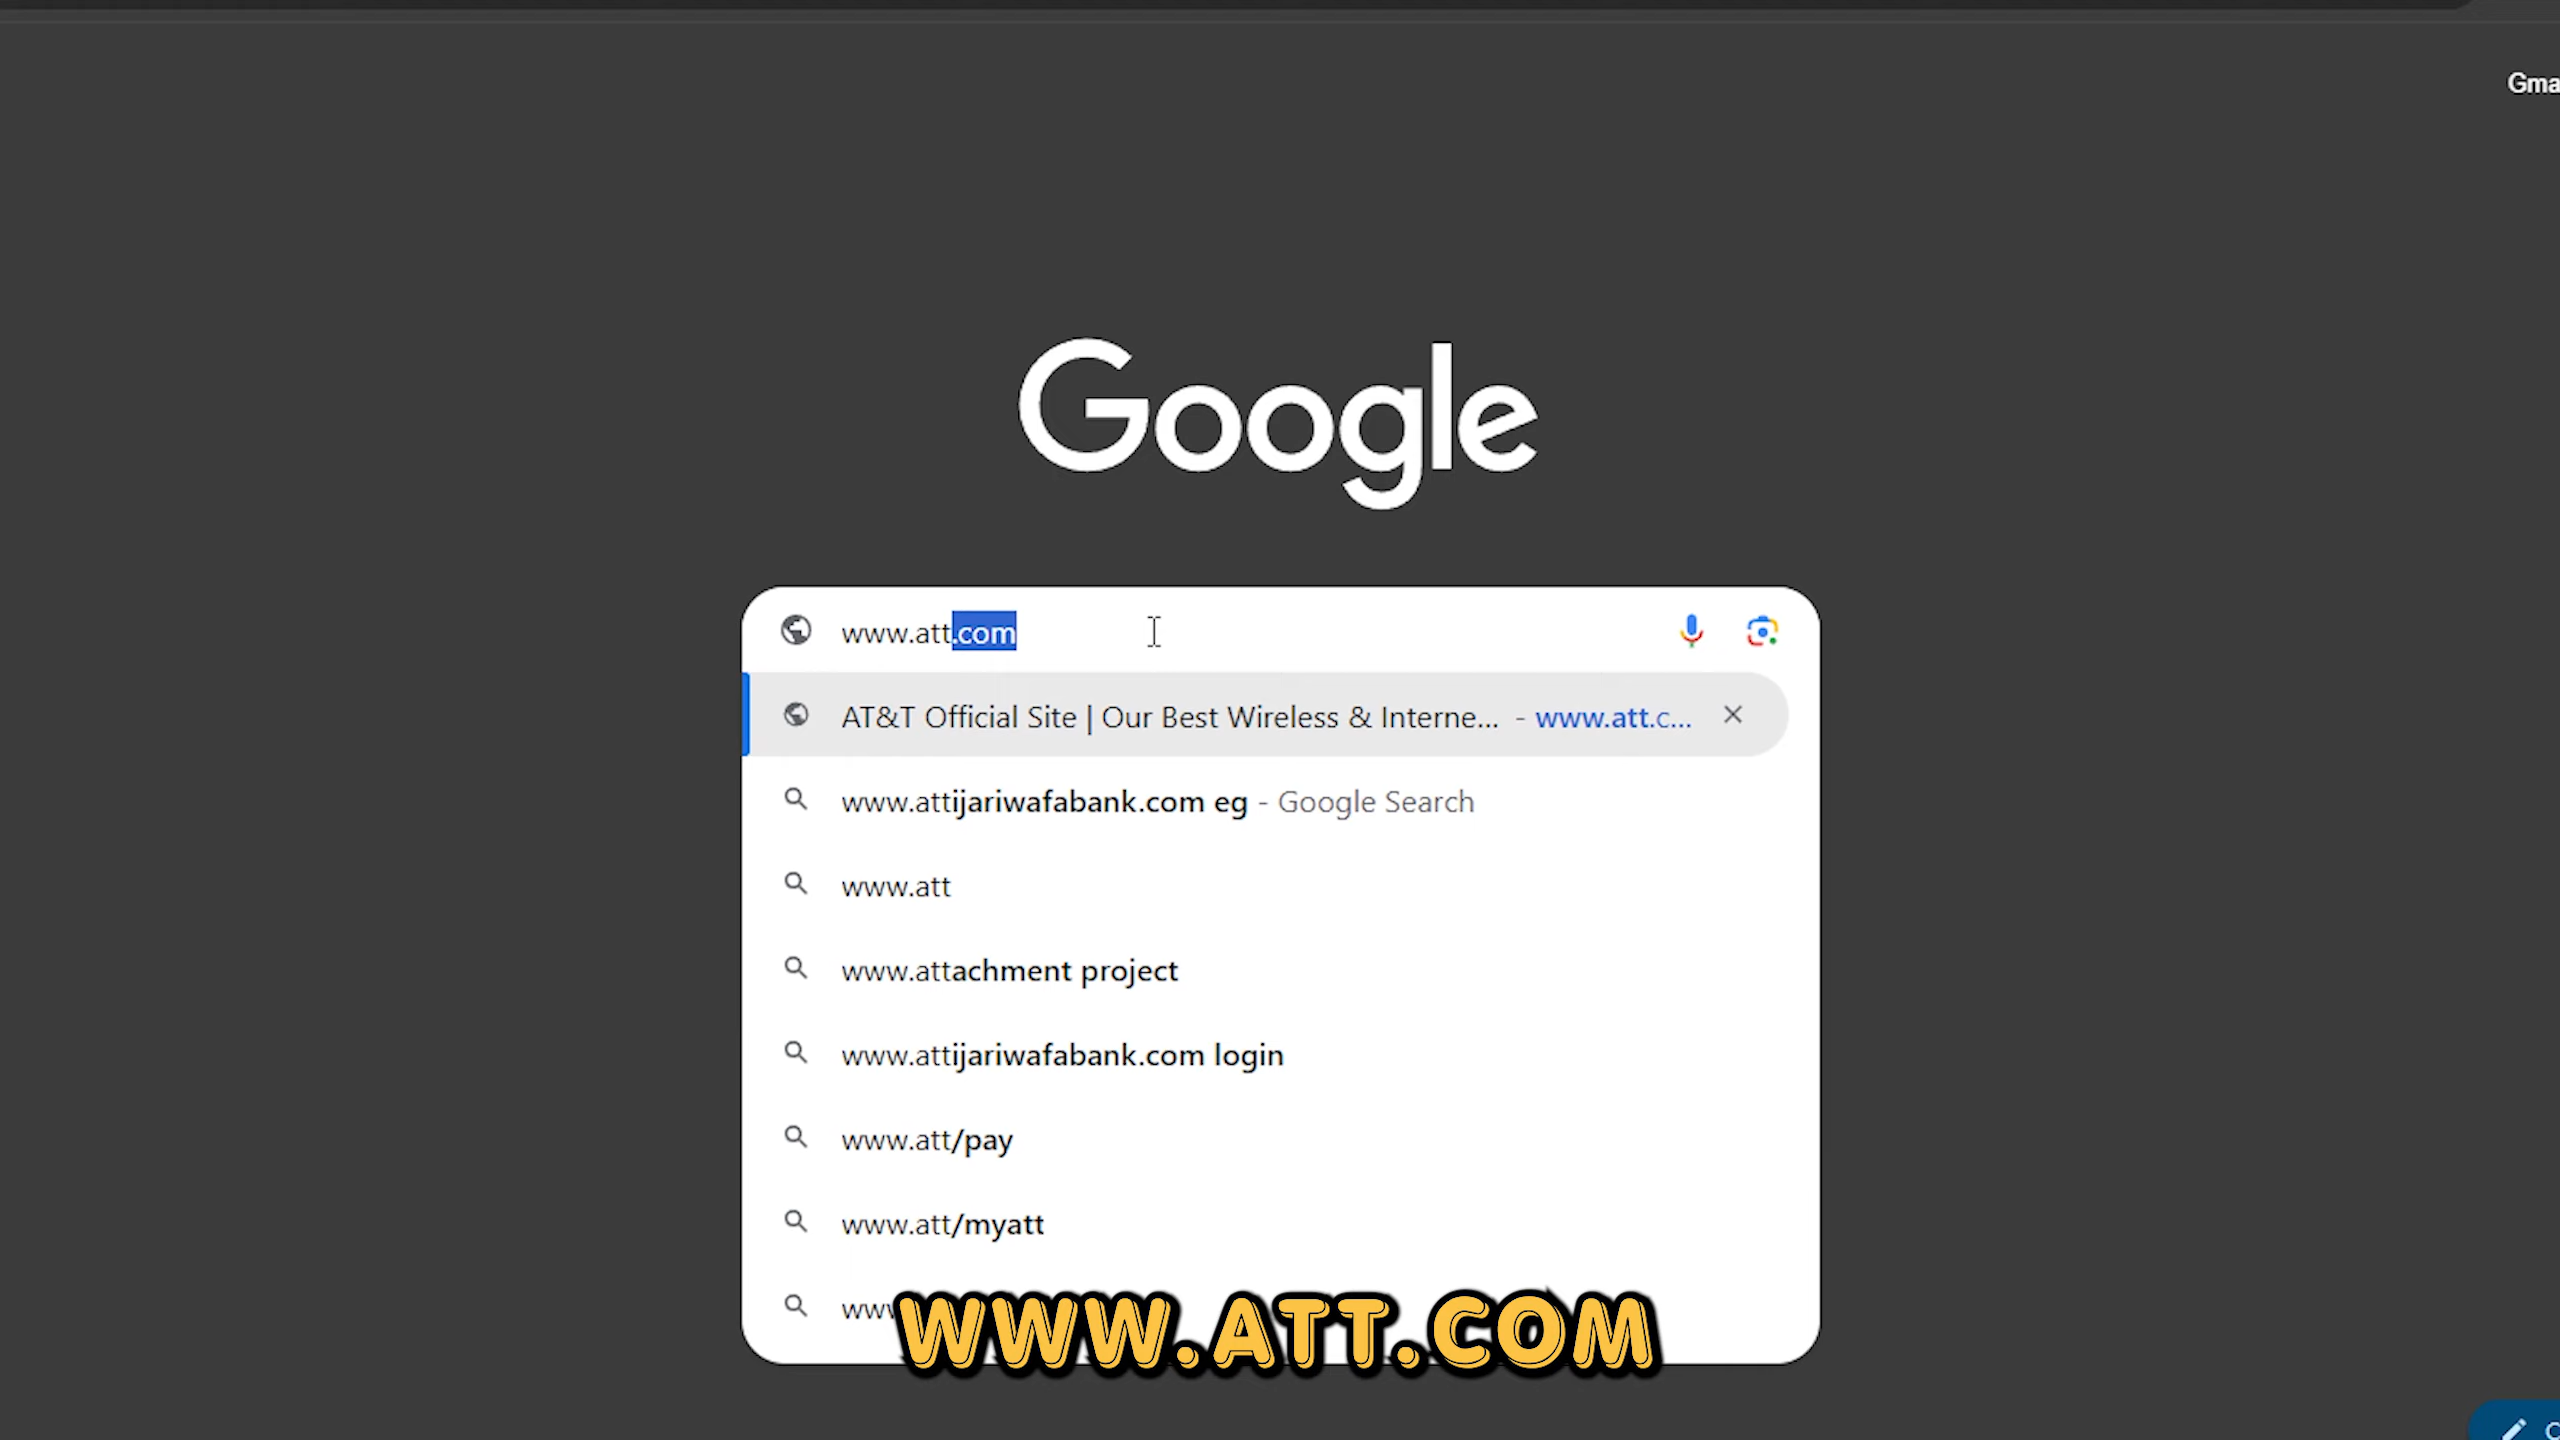 Gma
Google
www.att.com
AT&T Official Site | Our Best Wireless & Interne... - www.att.c...
www.attijariwafabank.com eg - Google Search
www.att
www.attachment project
www.attijariwafabank.com login
www.att/pay
www.att/myatt
WWW.ATT.COM